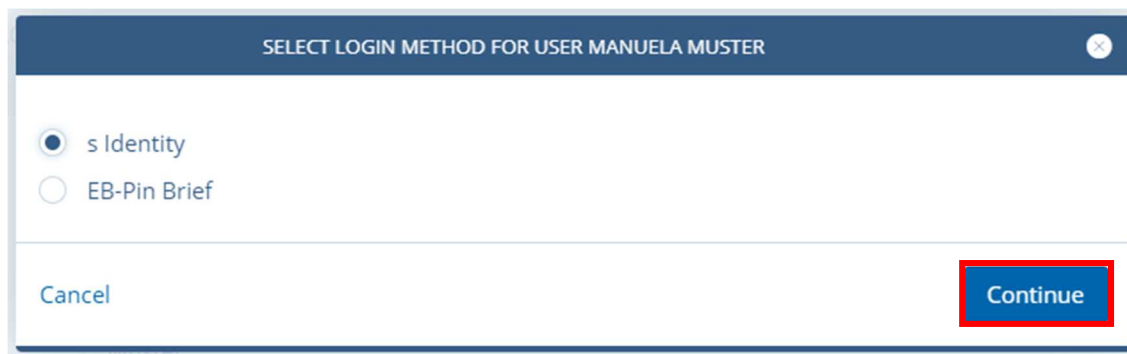 SELECT LOGIN METHOD FOR USER MANUELA MUSTER
s Identity
EB-Pin Brief
Cancel
Continue